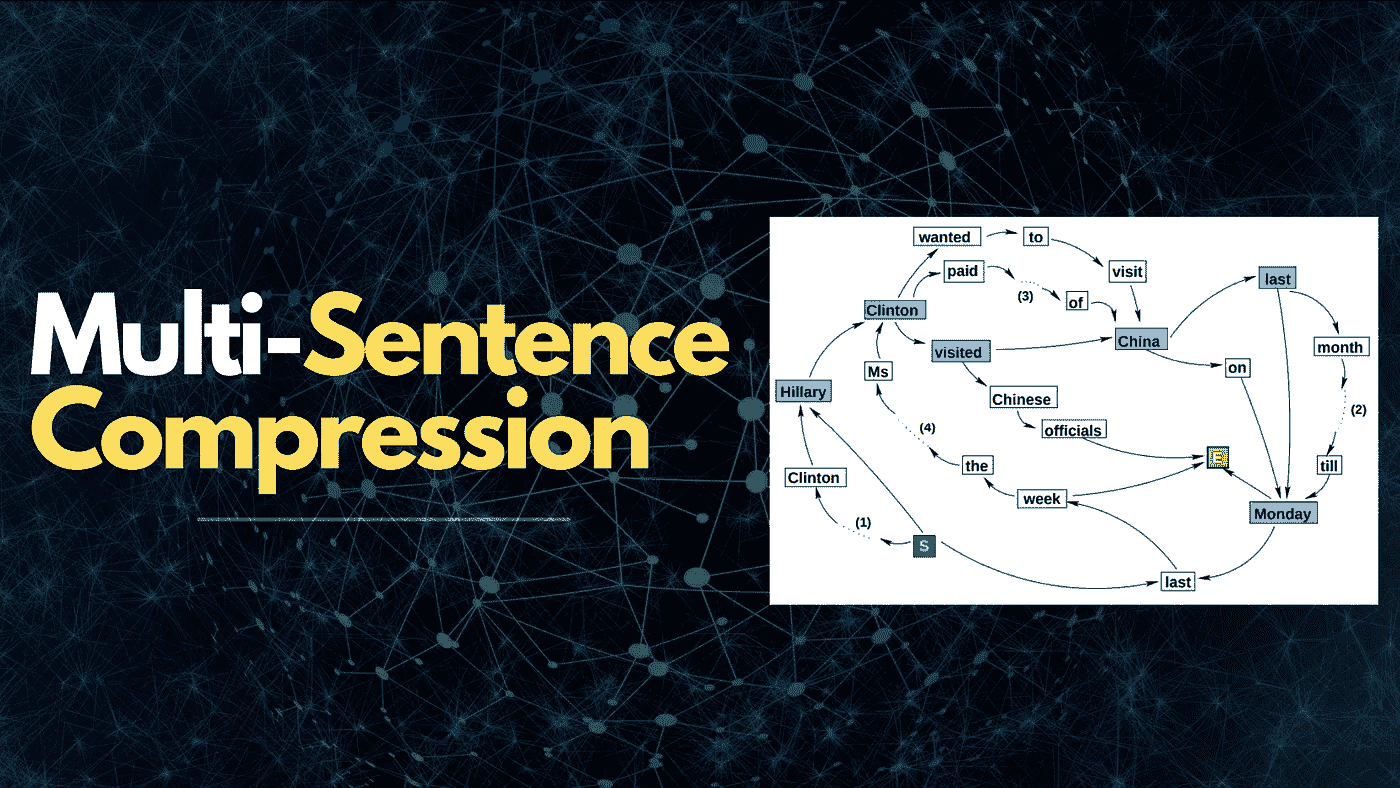 Multi-Sentence
Compression
wanted
to
paid
visit
last
(3)
of
Clinton
China
visited
month
Ms
on
Hillary
Chinese
(2)
(4)
officials
E
the
till
Clinton
week
Monday
(1)
S
last